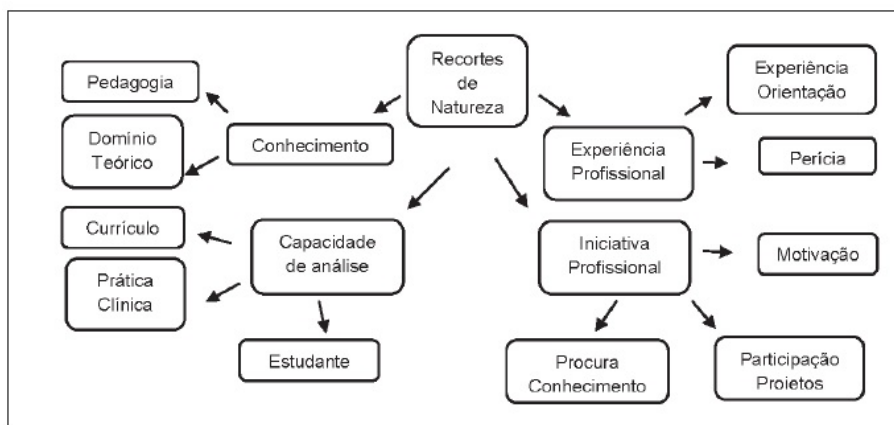 Recortes
de
Natureza
Pedagogia
Domínio
Teórico
Conhecimento
Currículo
Prática
Clínica
Capacidade
de análise
Estudante
Experiência
Profissional
Experiência
Orientação
Perícia
Iniciativa
Profissional
Motivação
Procura
Conhecimento
Participação
Projetos